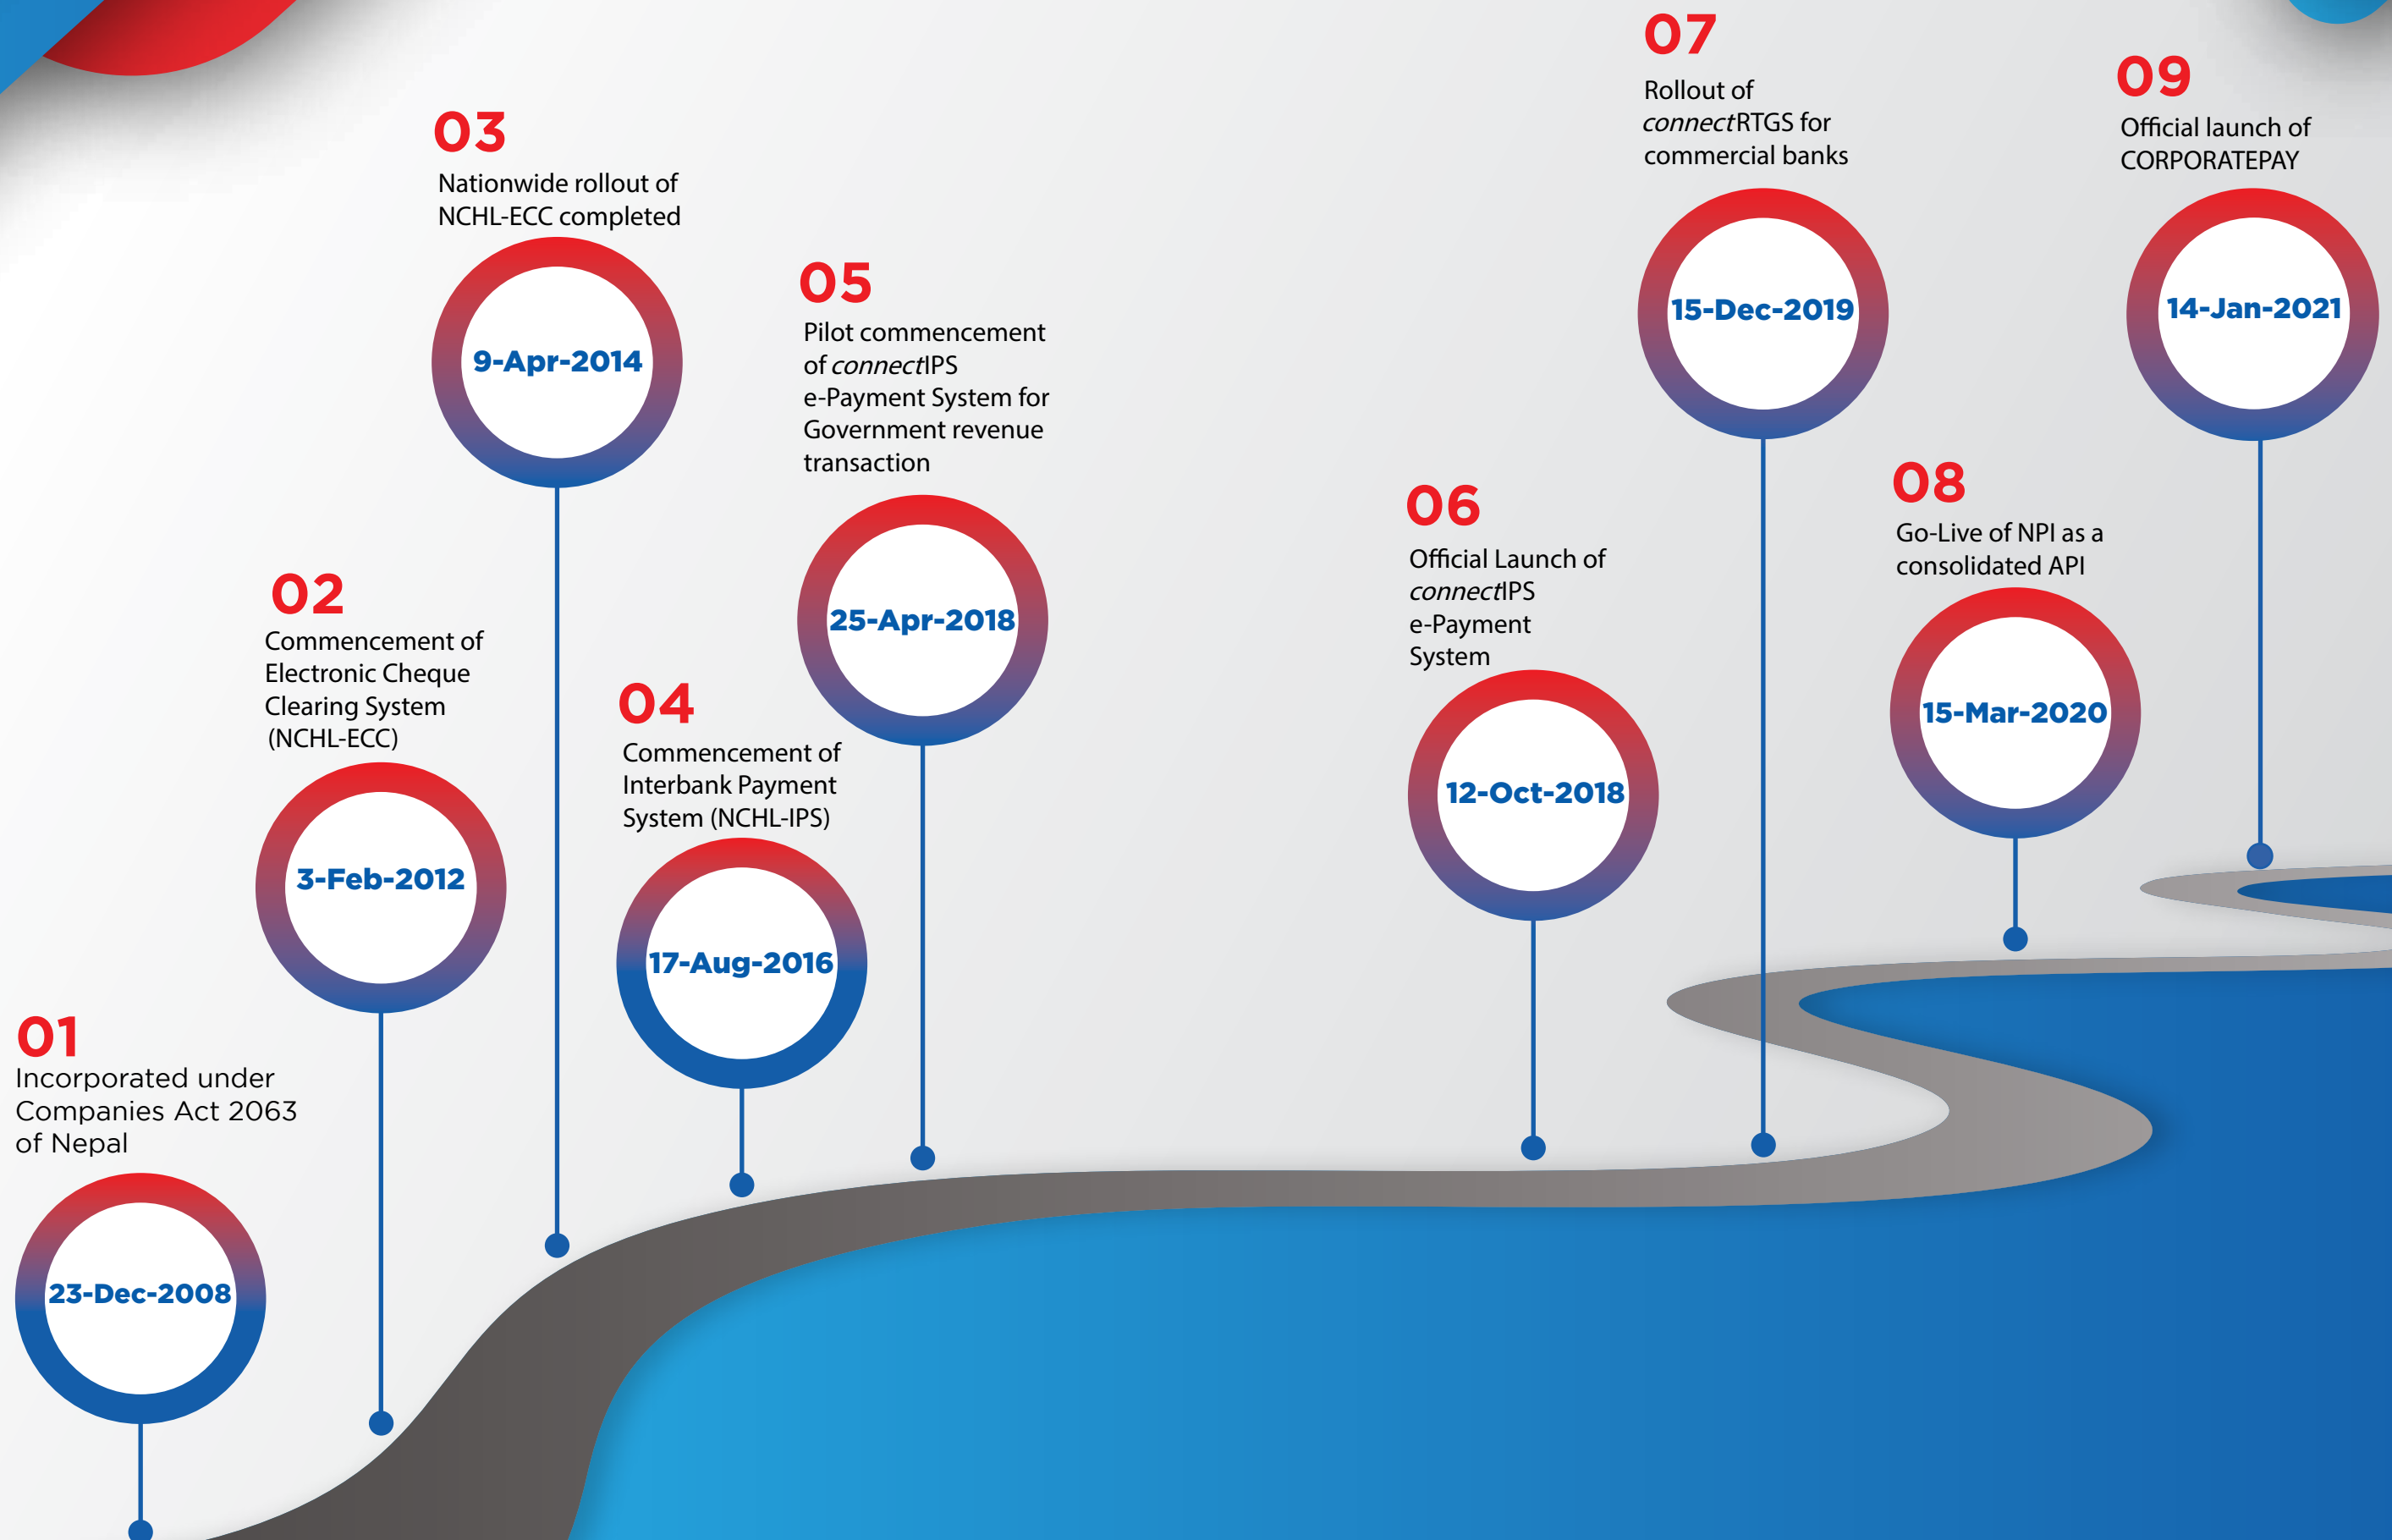 01
Incorporated under
Companies Act 2063
of Nepal
23-Dec-2008
02
Commencement of
Electronic Cheque
Clearing System
(NCHL-ECC)
3-Feb-2012
03
Nationwide rollout of
NCHL-ECC completed
9-Apr-2014
04
Commencement of
Interbank Payment
System (NCHL-IPS)
17-Aug-2016
05
Pilot commencement
of connectIPS
e-Payment System for
Government revenue
transaction
25-Apr-2018
06
Official Launch of
connectIPS
e-Payment
System
12-Oct-2018
07
Rollout of
connectRTGS for
commercial banks
15-Dec-2019
08
Go-Live of NPI as a
consolidated API
15-Mar-2020
09
Official launch of
CORPORATEPAY
14-Jan-2021